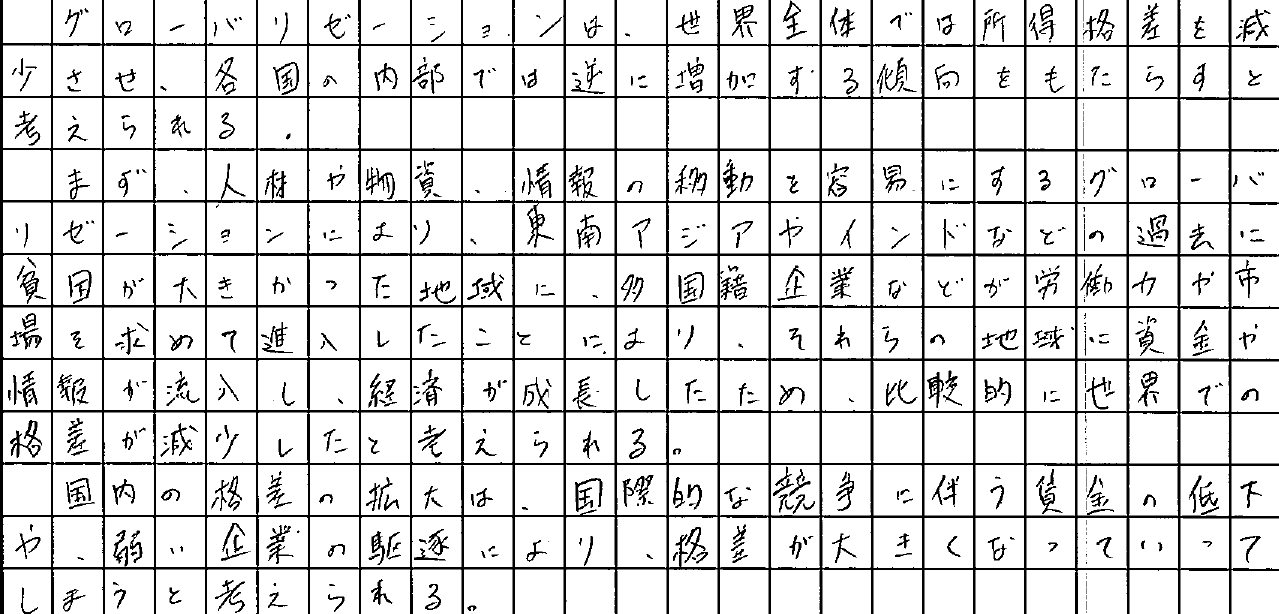 グローバリゼーションは、世界全体では所得格差を減
少させ、各国の内部では逆に増加する傾向をもたらすと
考えられる。
まず、人材や物資、情報の移動を容易にするグローバ
リゼーションにより、東南アジアやインドなどの過去に
貧困が大きかった地域に、多国籍企業などが労働力や市
場を求めて進入したことにより、それらの地域に資金や
情報が流入し、経済が成長したため、比較的に世界での
格差が減少したと考えられる。
国内の格差の拡大は、国際的な競争に伴う賃金の低下
や、弱い企業の駆逐により、格差が大きくなっていって
しまうと考えられる。